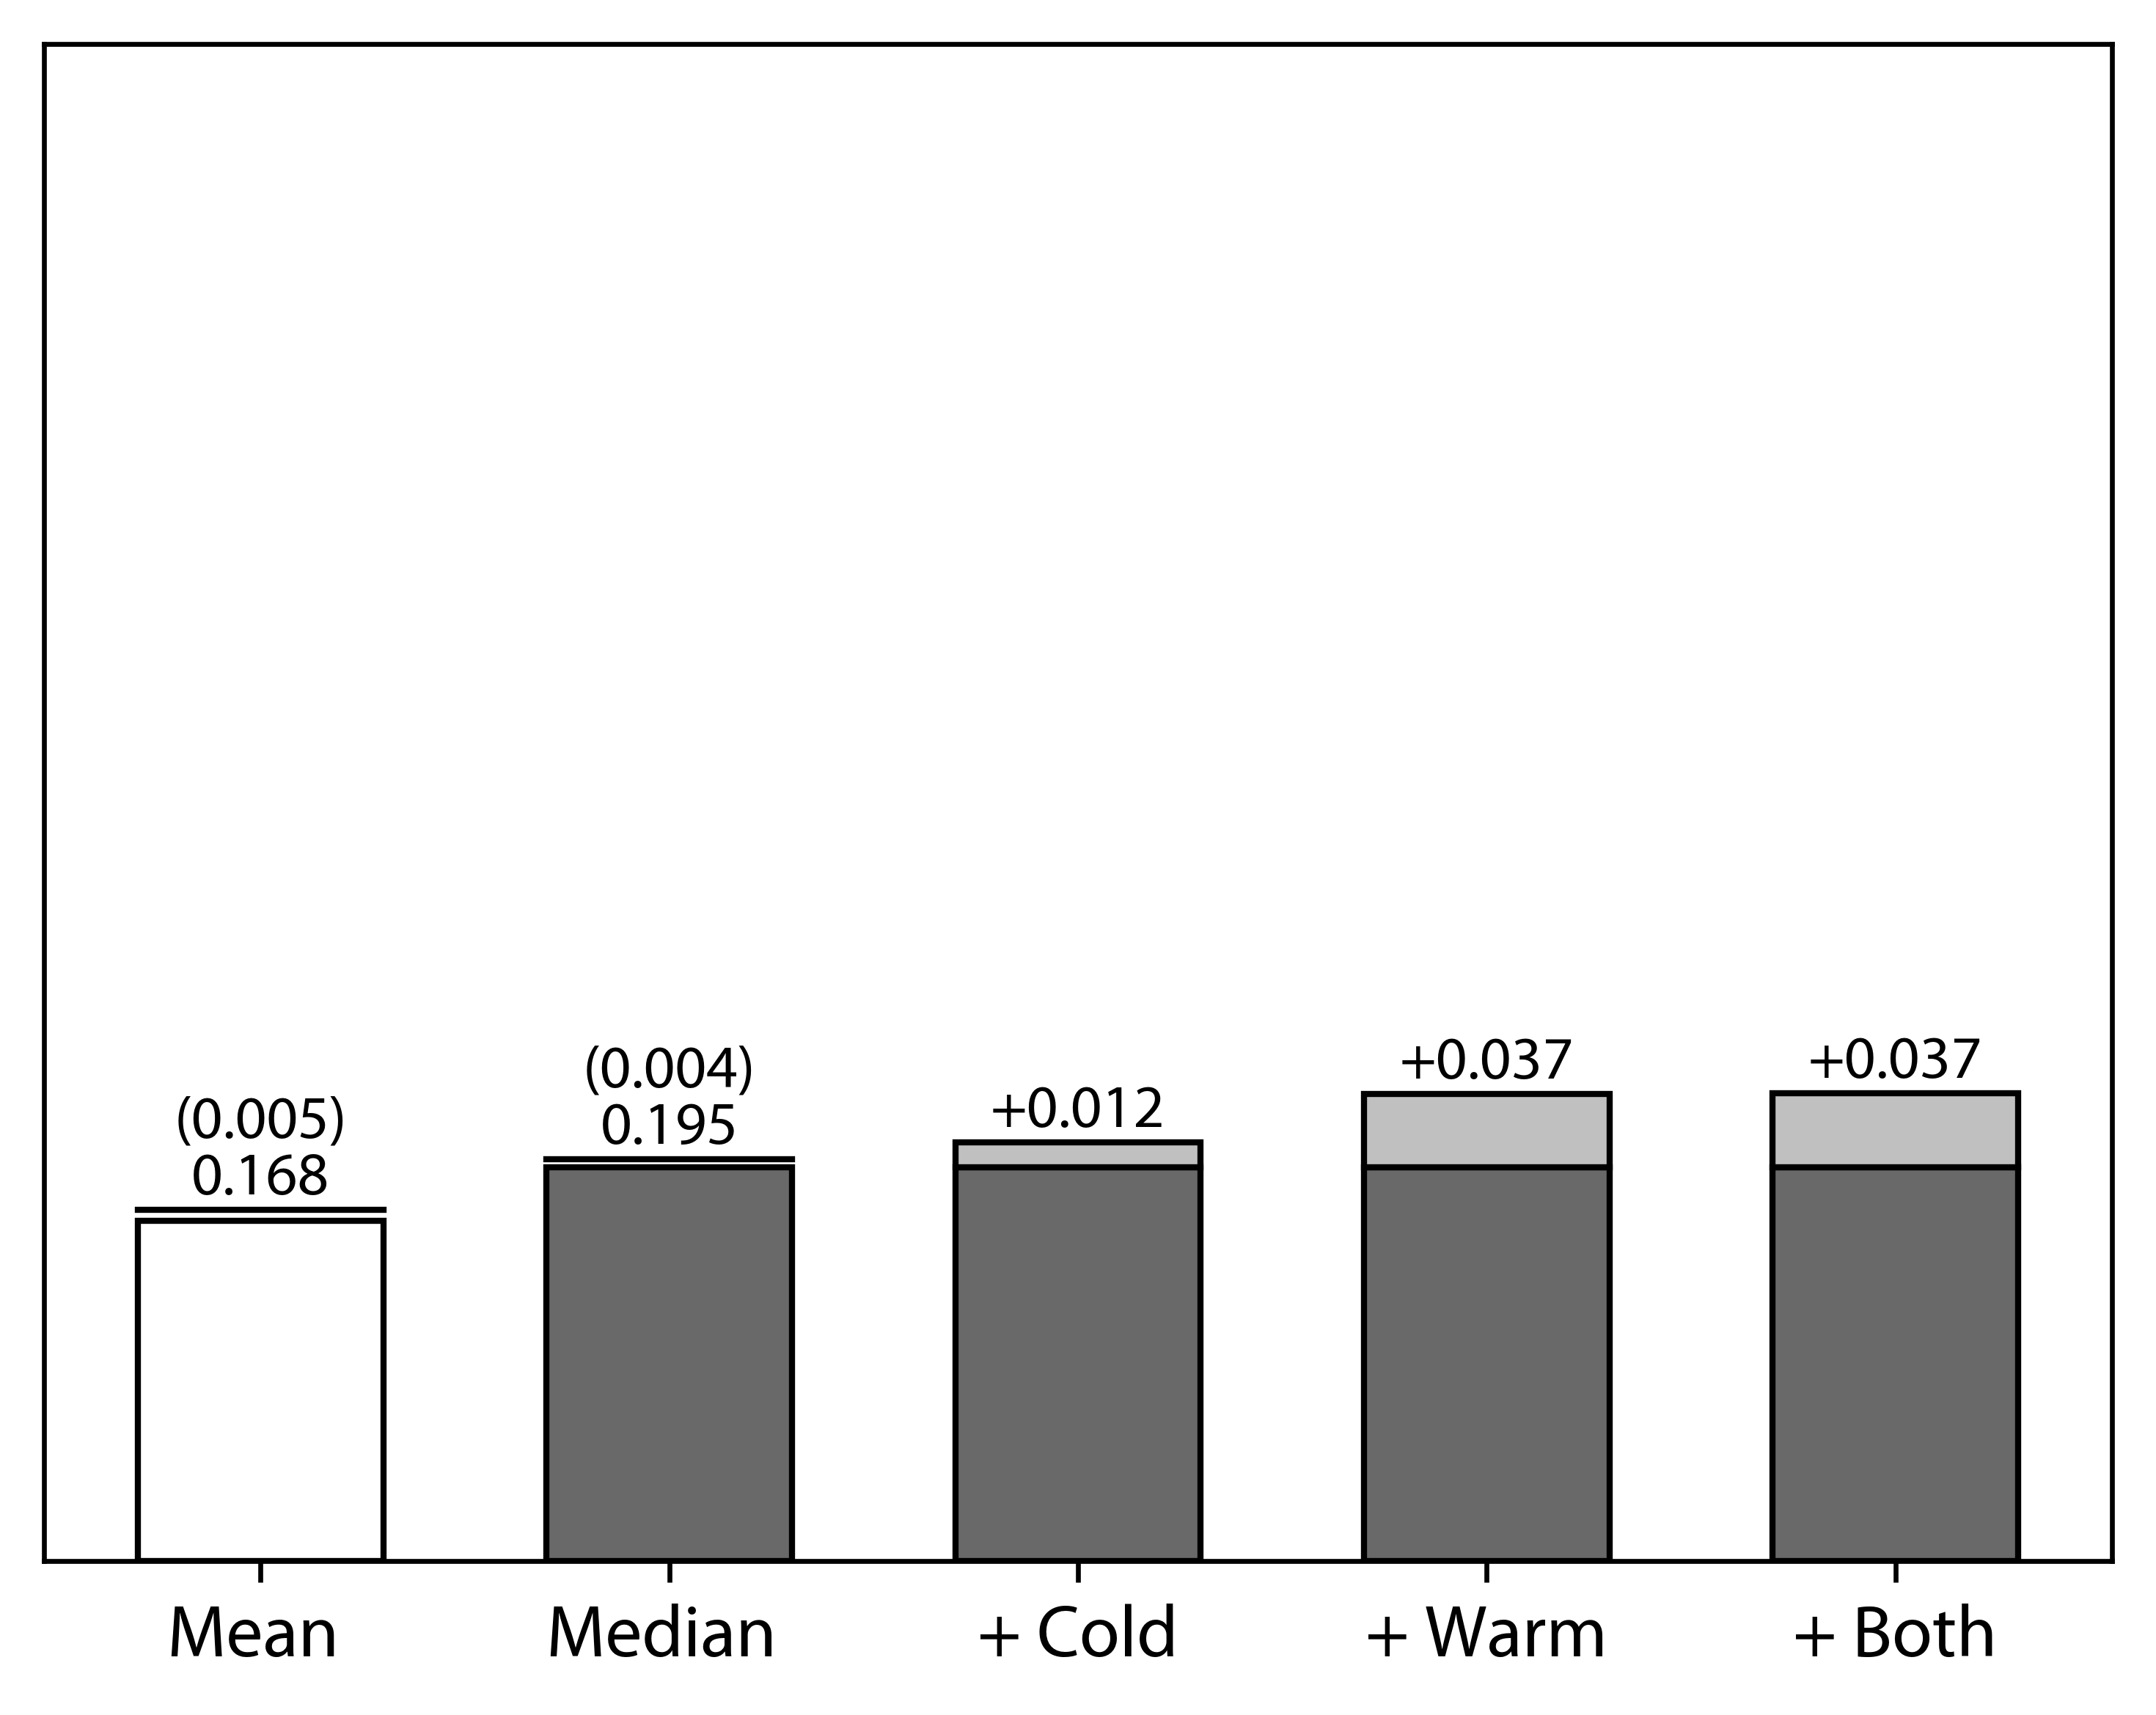 (0.005)
0.168
(0.004)
0.195
+0.012
+0.037
+0.037
Mean
Median
+ Cold
+ Warm
+ Both